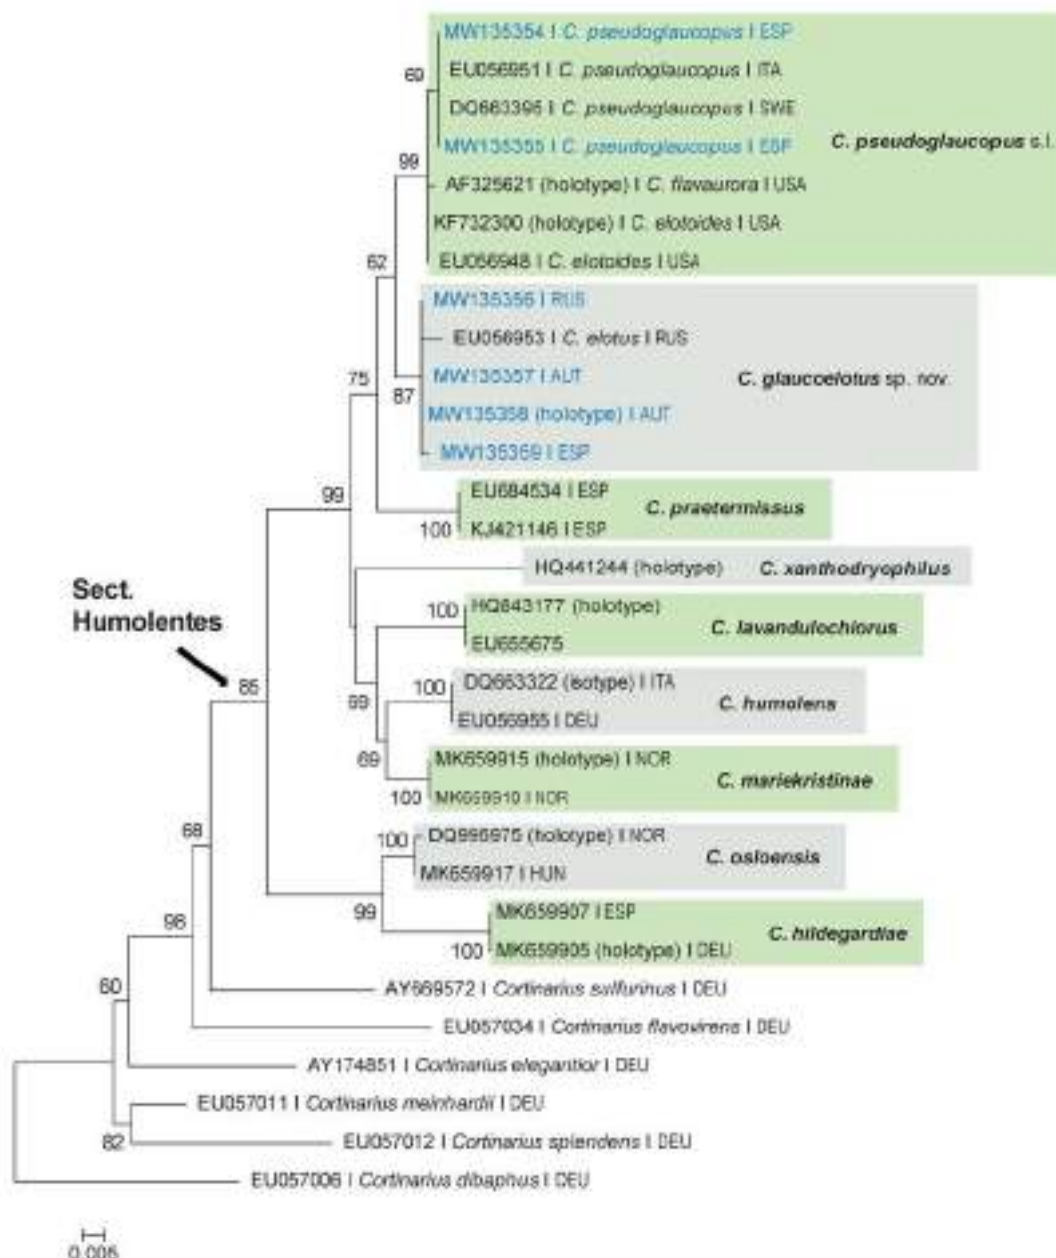 MW135354 | C. pseudoglaucopus | ESP
69
EU056951 | C. pseudoglaucopus | ITA
DQ663395 | C. pseudoglaucopus | SWE
C. pseudoglaucopus s.l.
MW135355 | C. pseudoglaucopus | ESP
99
AF325621 (holotype) | C. flavaurora | USA
KF732300 (holotype) | C. elotoides | USA
62
EU056948 | C. elotoides | USA
MW135356 | RUS
EU056953 | C. elotus | RUS
75
MW135357 | AUT
C. glaucoelotus sp. nov.
87
MW135358 (holotype) | AUT
MW135359 | ESP
99
EU684534 | ESP
C. praetermissus
100
KJ421146 | ESP
HQ441244 (holotype)
C. xanthodryophilus
Sect.
Humolentes
100
HQ843177 (holotype)
C. lavandulochlorus
EU655675
85
100
DQ663322 (isotype) | ITA
69
C. humolens
EU056955 | DEU
69
MK659915 (holotype) | NOR
C. mariekristinae
100
MK659910 | NOR
68
100
DQ995975 (holotype) | NOR
C. osloensis
MK659917 | HUN
98
99
MK659907 | ESP
C. hildegardiae
100
MK659905 (holotype) | DEU
60
AY669572 | Cortinarius sulfurinus | DEU
EU057034 | Cortinarius flavovirens | DEU
AY174851 | Cortinarius elegantior | DEU
EU057011 | Cortinarius meinhardii | DEU
82
EU057012 | Cortinarius splendens | DEU
EU057006 | Cortinarius dibaphus | DEU
0.005